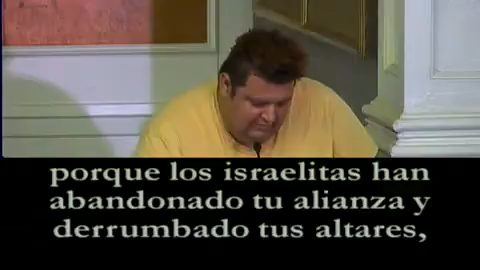 porque los israelitas han
abandonado tu alianza y
derrumbado tus altares,